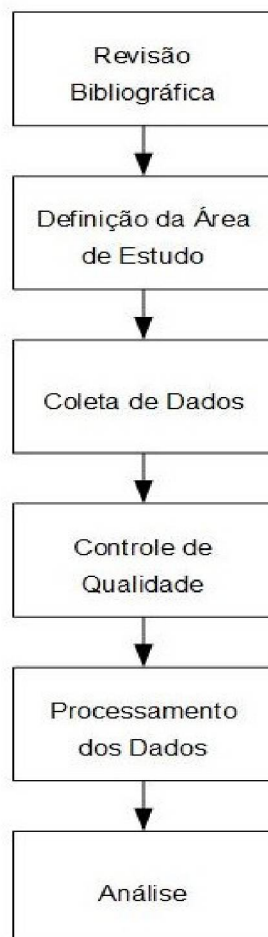 Revisão
Bibliográfica
Definição da Área
de Estudo
Coleta de Dados
Controle de
Qualidade
Processamento
dos Dados
Análise